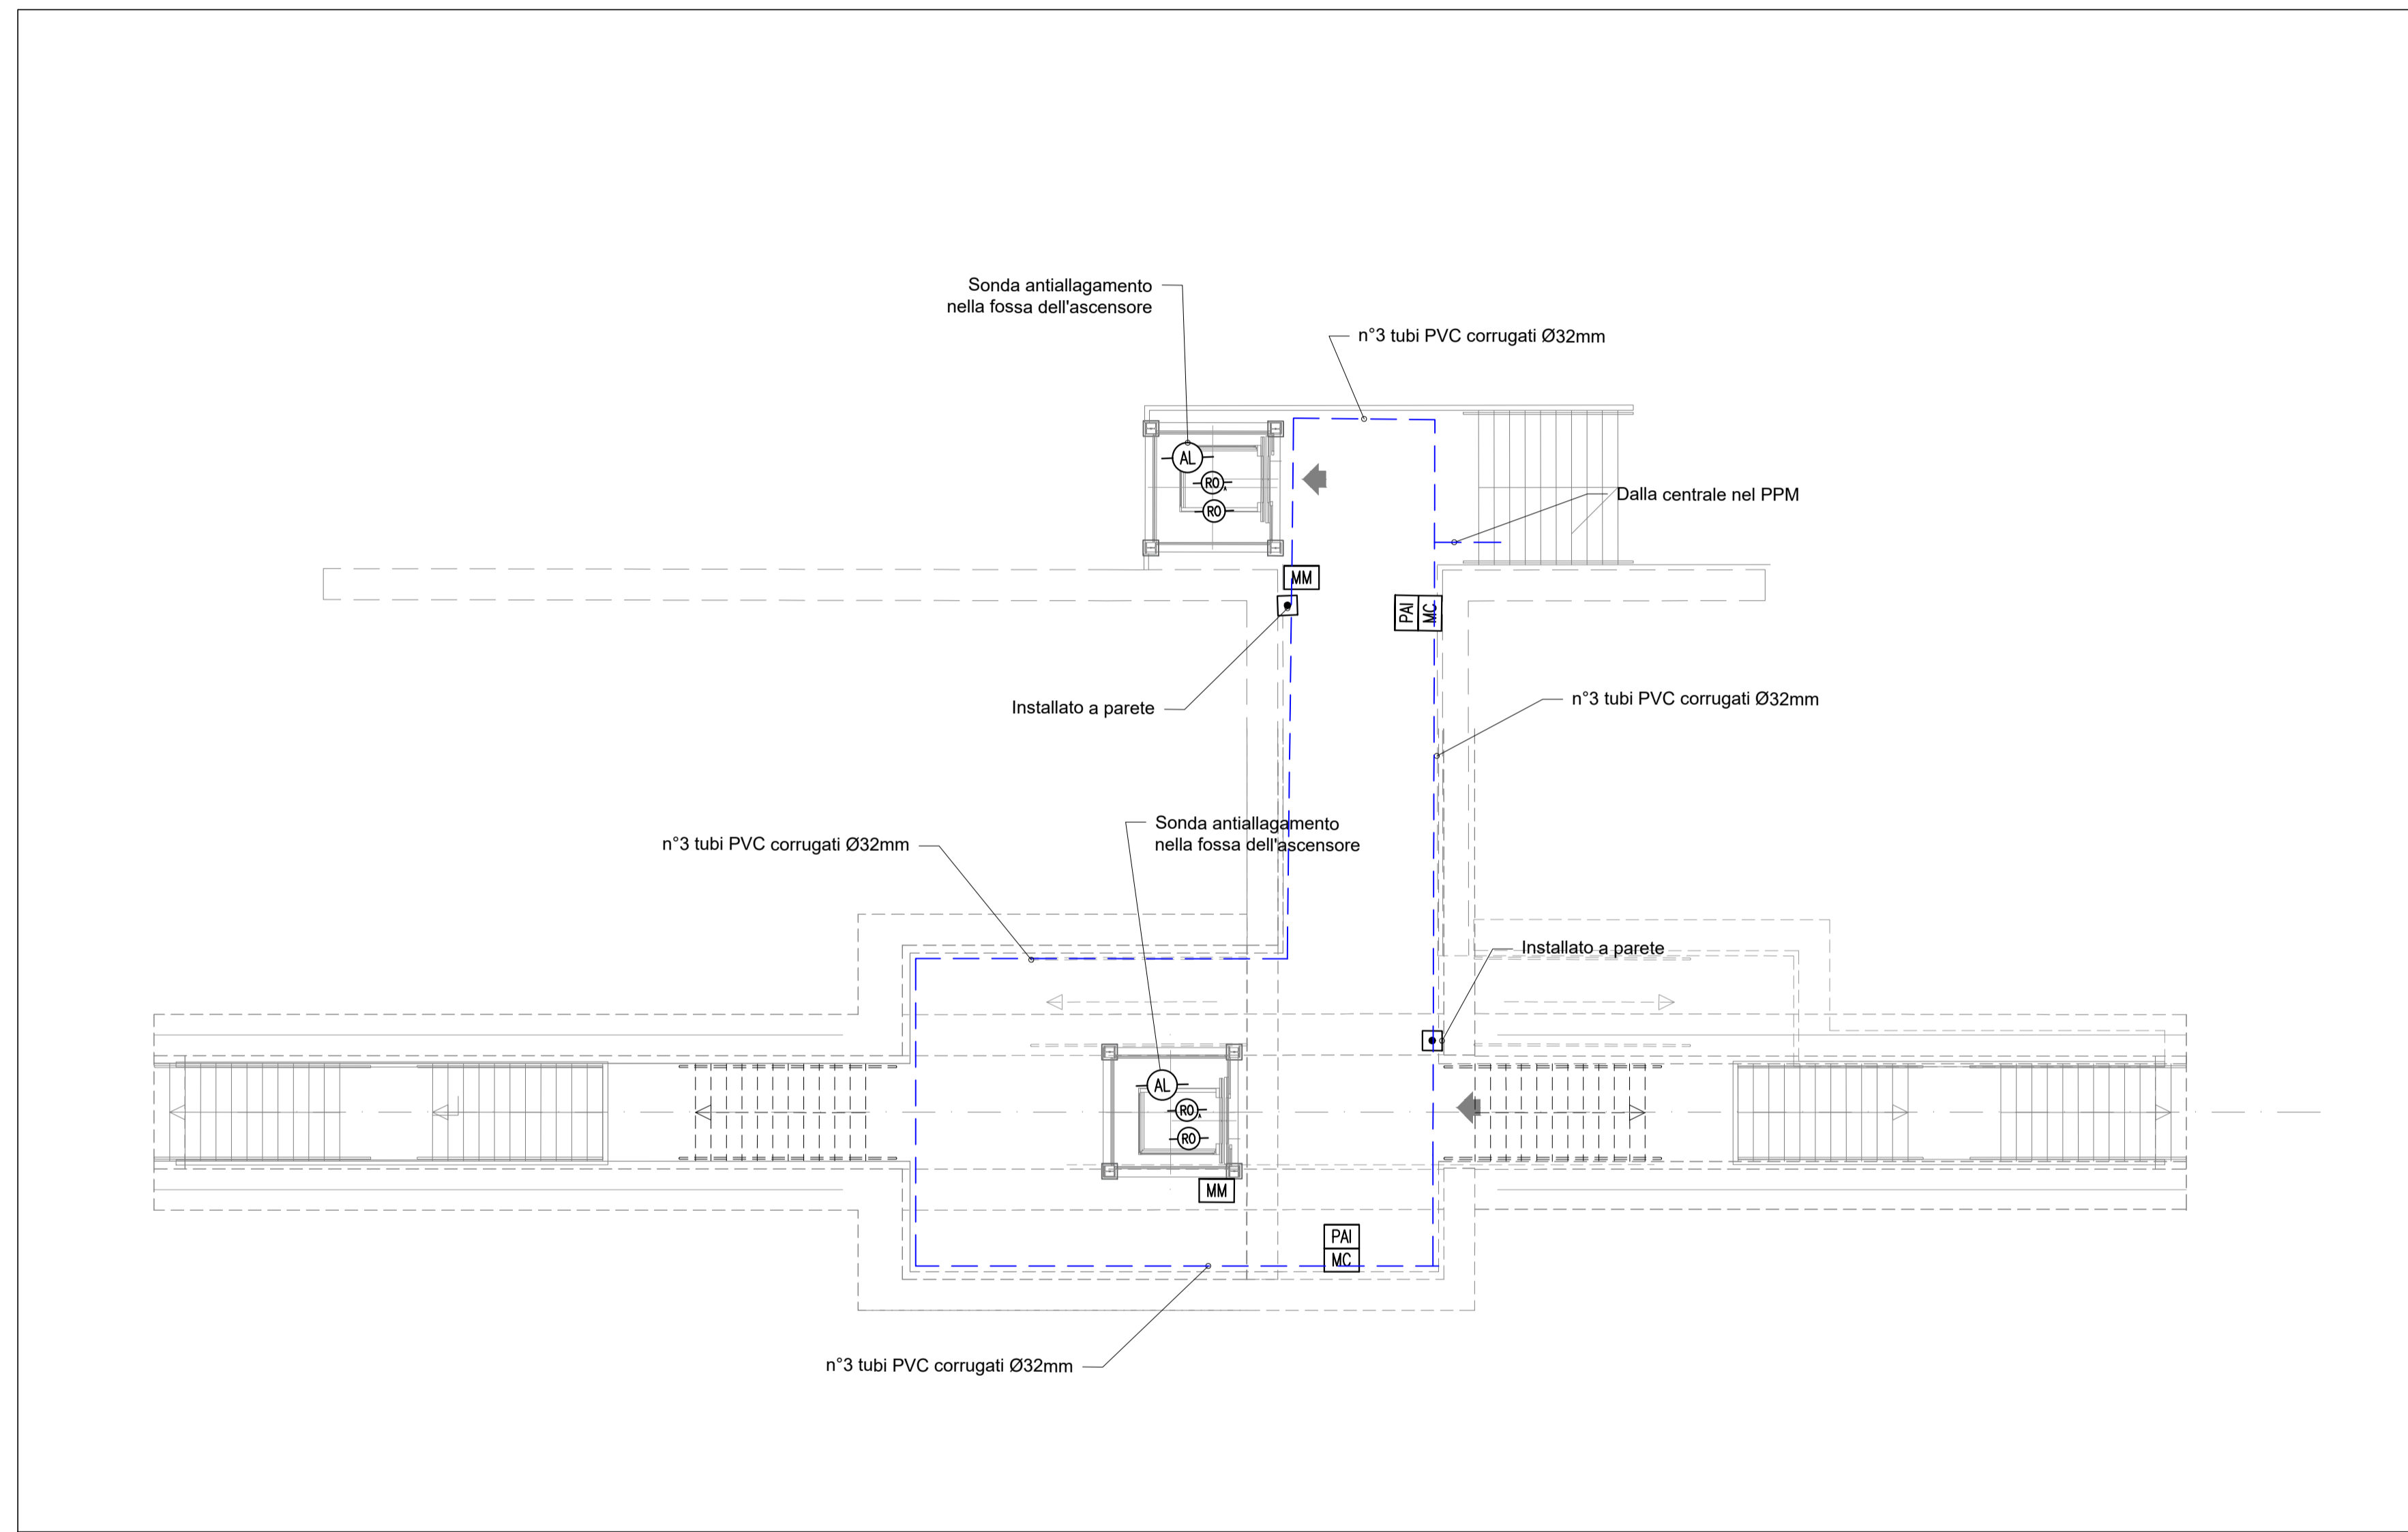 Sonda antiallagamento
nella fossa dell'ascensore
n°3 tubi PVC corrugati Ø32mm
AL
RO
A
RO
Dalla centrale nel PPM
MM
PAI
MC
Installato a parete
n°3 tubi PVC corrugati Ø32mm
Sonda antiallagamento
nella fossa dell'ascensore
n°3 tubi PVC corrugati Ø32mm
Installato a parete
AL
RO
A
RO
MM
PAI
MC
n°3 tubi PVC corrugati Ø32mm